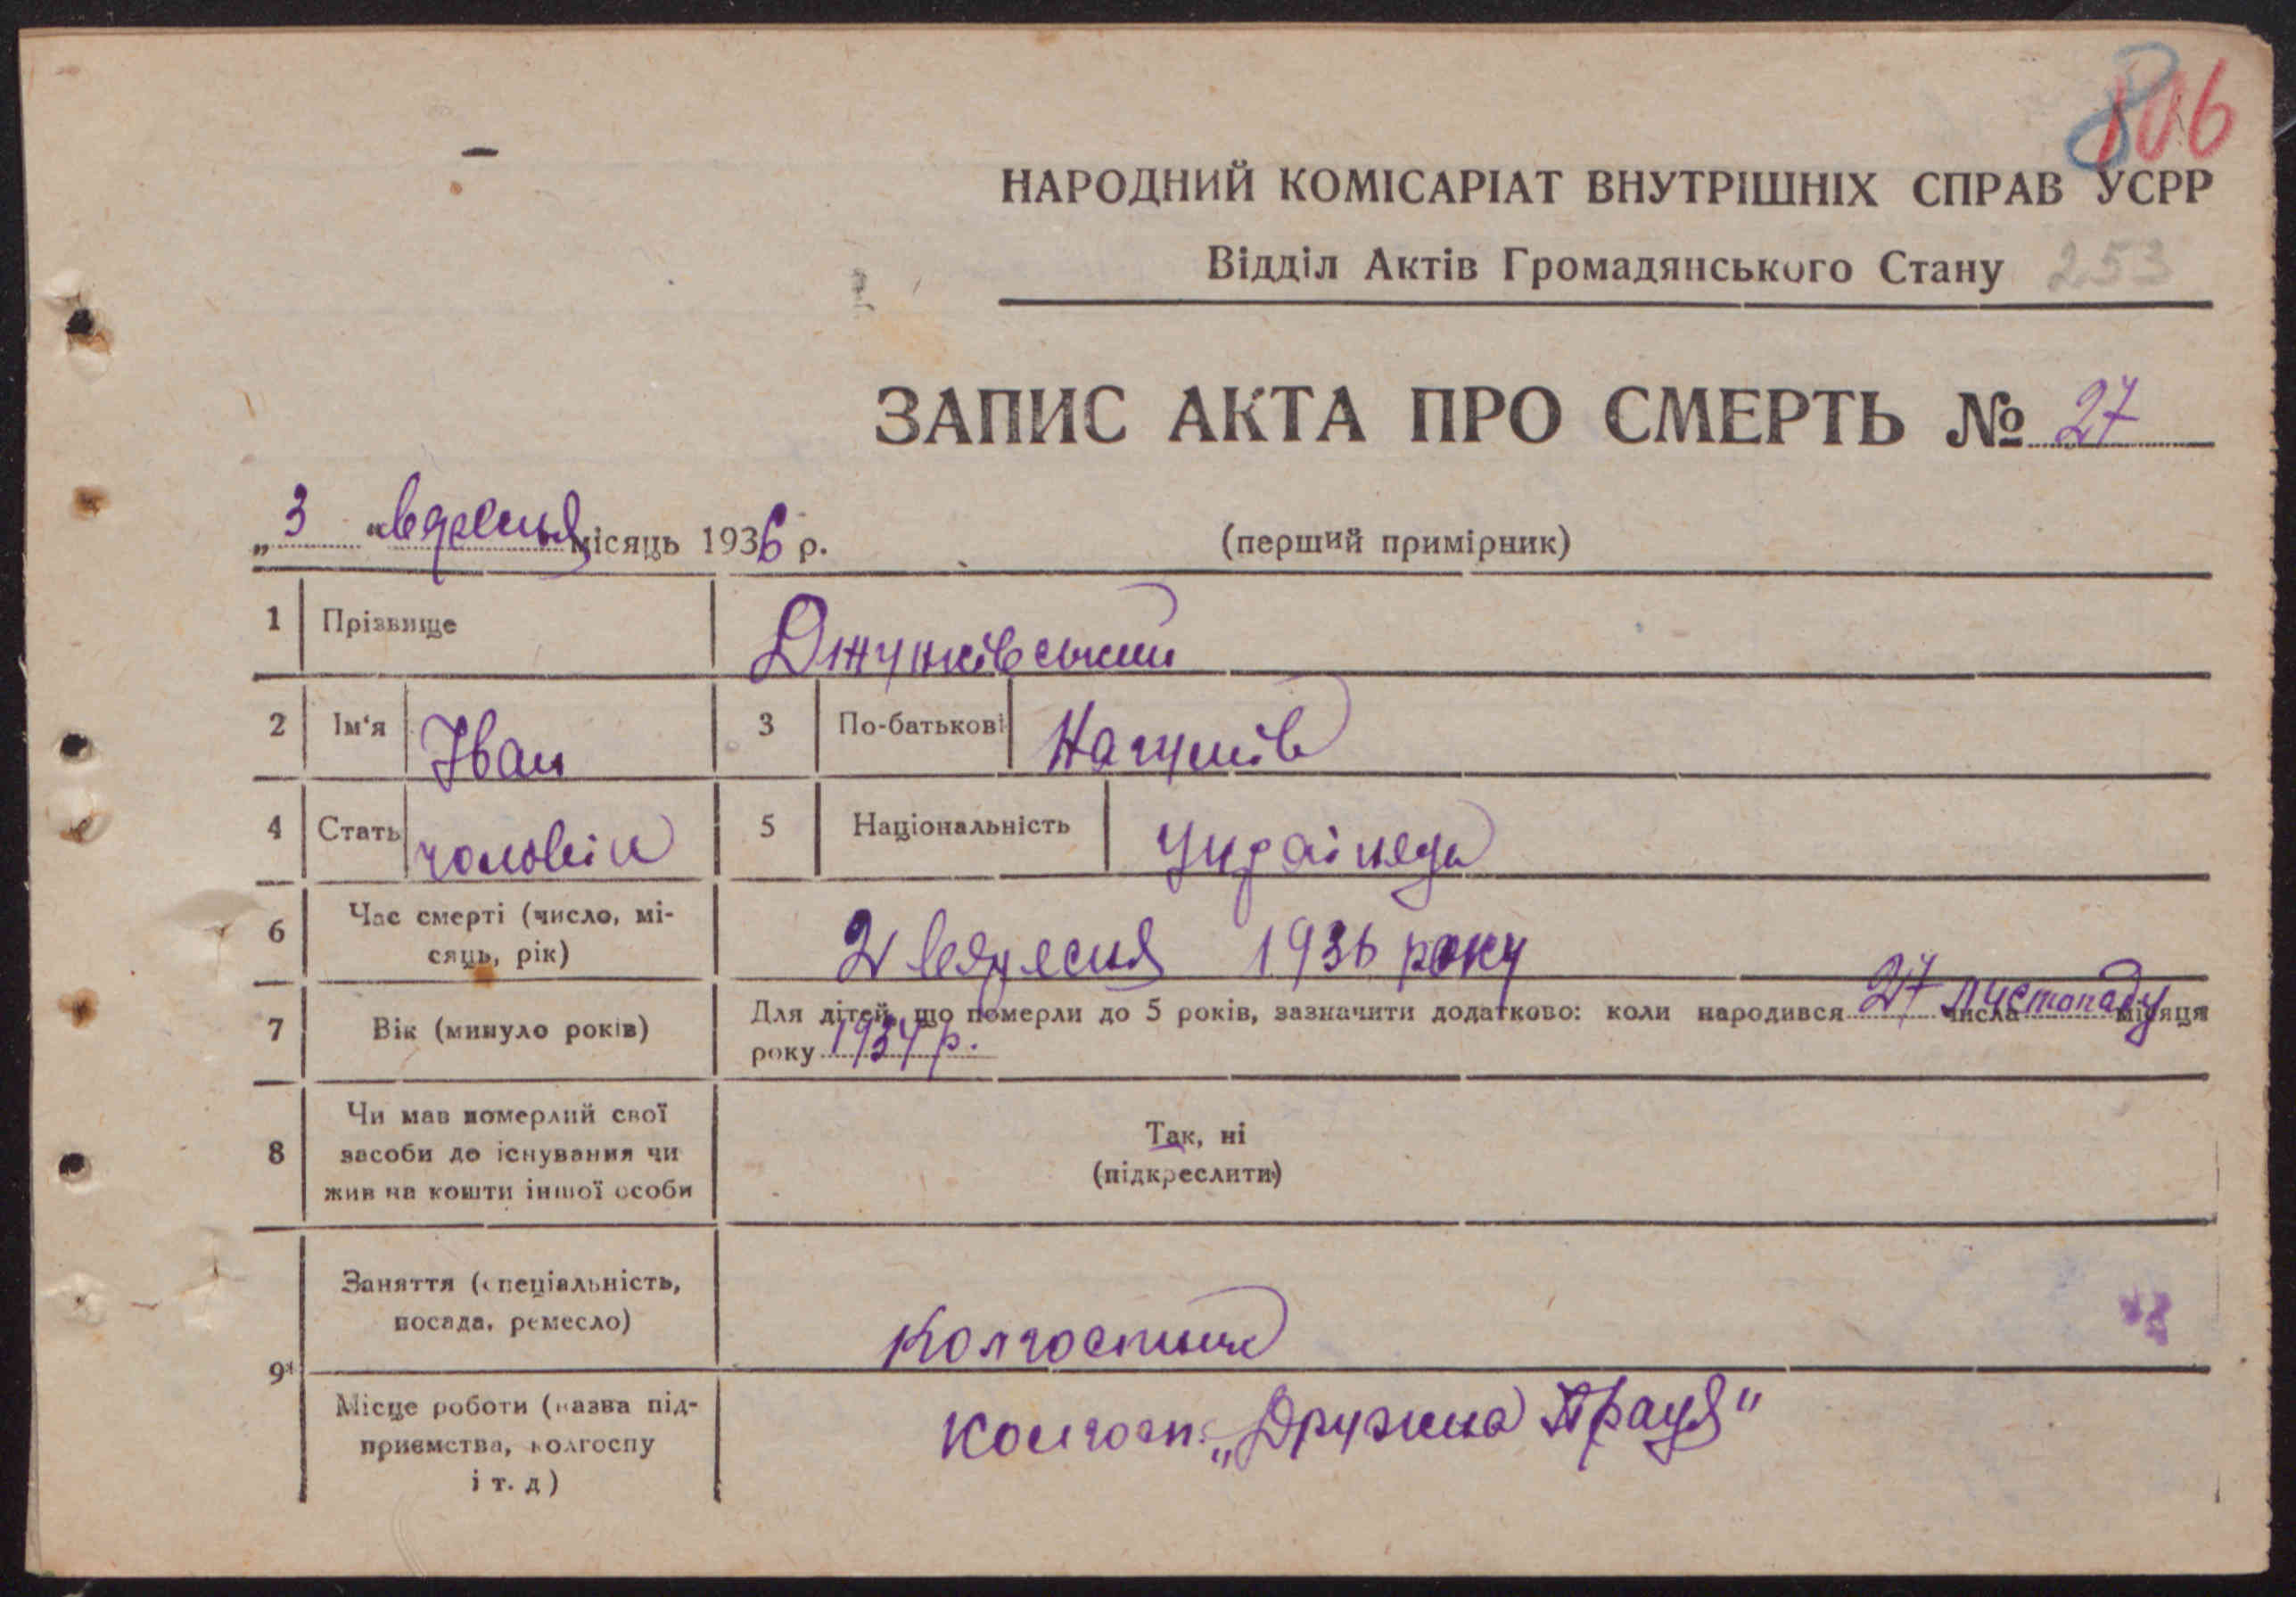 806
НАРОДНИЙ КОМІСАРІАТ ВНУТРІШНІХ СПРАВ УСРР
Відділ Актів Громадянського Стану 253
ЗАПИС АКТА ПРО СМЕРТЬ № 27
„3“ вересня місяць 1936 р. (перший примірник)
1 Прізвище Джунківський
2 Ім‘я Іван 3 По-батькові
4 Стать чоловік 5 Національність Українець
6 Час смерті (число, мі-
сяць, рік) 2 вересня 1936 року
7 Вік (минуло років) Для дітей, що померли до 5 років, зазначити додатково: коли народився 27 числа листопаду місяця
року 1934 р.
8 Чи мав померлий свої
засоби до існування чи
жив на кошти іншої особи
Так, ні
(підкреслити)
9 Заняття (спеціальність,
посада, ремесло) Колгоспник
Місце роботи (назва під-
приємства, колгоспу
і т. д)
колгосп „Дружна Праця"